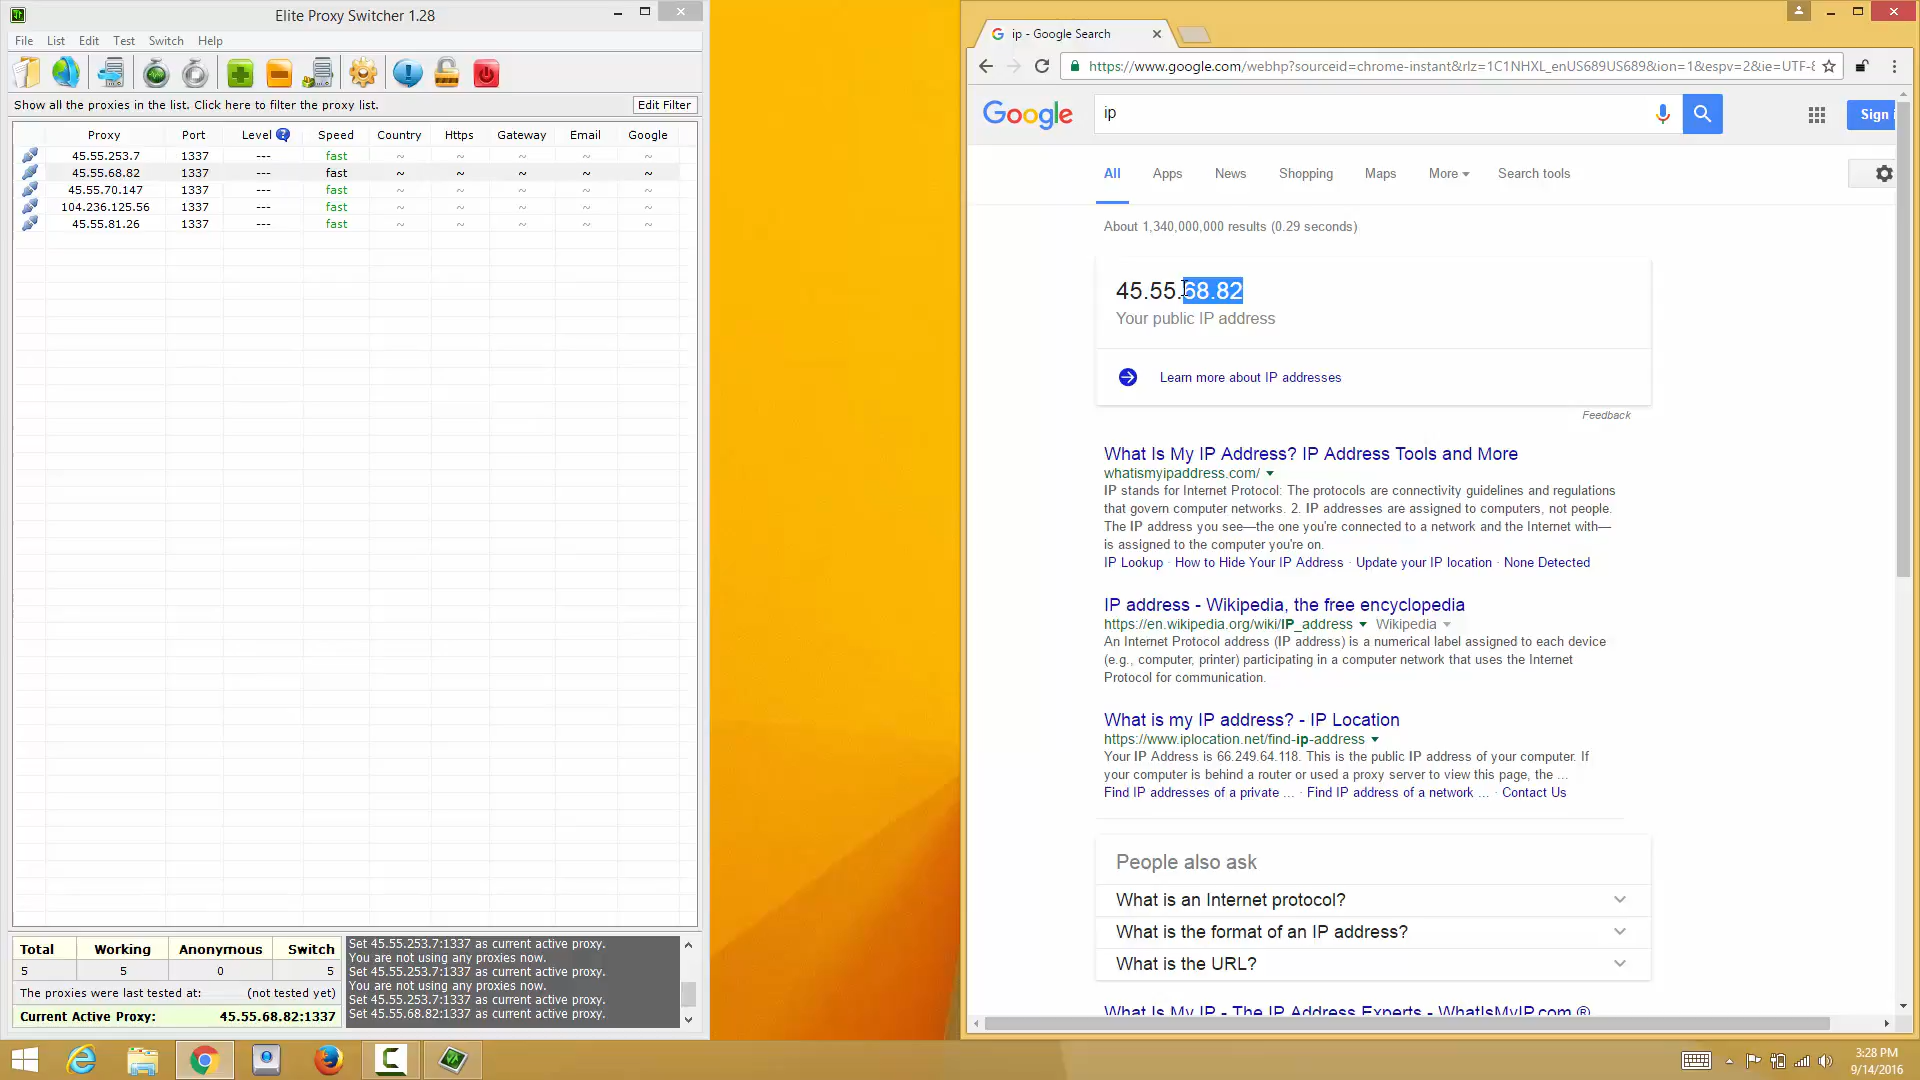 Elite Proxy Switcher 1.28
File List Edit Test Switch Help
Show all the proxies in the list. Click here to filter the proxy list.
Edit Filter
Proxy Port Level Speed Country Https Gateway Email Google
45.55.253.7 1337 --- fast ~ ~ ~ ~ ~
45.55.68.82 1337 --- fast ~ ~ ~ ~ ~
45.55.70.147 1337 --- fast ~ ~ ~ ~ ~
104.236.125.56 1337 --- fast ~ ~ ~ ~ ~
45.55.81.26 1337 --- fast ~ ~ ~ ~ ~
Total Working Anonymous Switch
5 5 0 5
The proxies were last tested at: (not tested yet)
Current Active Proxy: 45.55.68.82:1337
Set 45.55.253.7:1337 as current active proxy.
You are not using any proxies now.
Set 45.55.253.7:1337 as current active proxy.
You are not using any proxies now.
Set 45.55.253.7:1337 as current active proxy.
Set 45.55.68.82:1337 as current active proxy.
ip - Google Search
https://www.google.com/webhp?sourceid=chrome-instant&rlz=1C1NHXL_enUS689US689&ion=1&espv=2&ie=UTF-8
Google
ip
Sign i
All Apps News Shopping Maps More Search tools
About 1,340,000,000 results (0.29 seconds)
45.55.68.82
Your public IP address
Learn more about IP addresses
Feedback
What Is My IP Address? IP Address Tools and More
whatismyipaddress.com/
IP stands for Internet Protocol: The protocols are connectivity guidelines and regulations
that govern computer networks. 2. IP addresses are assigned to computers, not people.
The IP address you see—the one you're connected to a network and the Internet with—
is assigned to the computer you're on.
IP Lookup · How to Hide Your IP Address · Update your IP location · None Detected
IP address - Wikipedia, the free encyclopedia
https://en.wikipedia.org/wiki/IP_address Wikipedia
An Internet Protocol address (IP address) is a numerical label assigned to each device
(e.g., computer, printer) participating in a computer network that uses the Internet
Protocol for communication.
What is my IP address? - IP Location
https://www.iplocation.net/find-ip-address
Your IP Address is 66.249.64.118. This is the public IP address of your computer. If
your computer is behind a router or used a proxy server to view this page, the ...
Find IP addresses of a private ... · Find IP address of a network ... · Contact Us
People also ask
What is an Internet protocol?
What is the format of an IP address?
What is the URL?
What Is My IP - The IP Address Experts - WhatIsMyIP.com ®
3:28 PM
9/14/2016